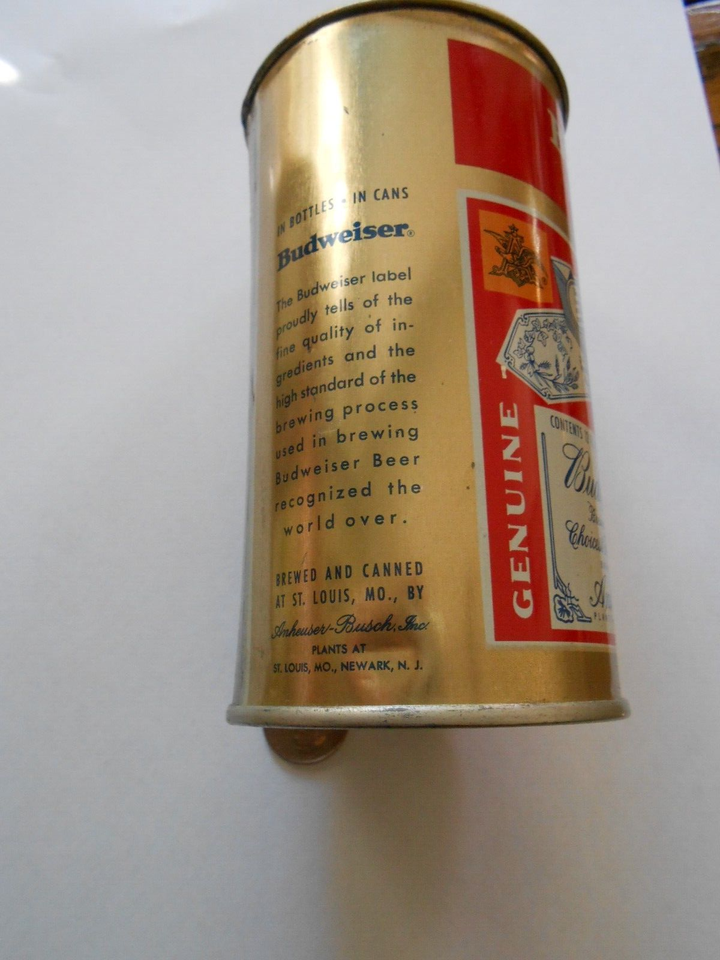 IN BOTTLES • IN CANS
Budweiser®
The Budweiser label
proudly tells of the
fine quality of in-
gredients and the
high standard of the
brewing process
used in brewing
Budweiser Beer
recognized the
world over.
BREWED AND CANNED
AT ST. LOUIS, MO., BY
Anheuser-Busch, Inc.
PLANTS AT
ST. LOUIS, MO., NEWARK, N. J.
GENUINE
CONTENTS